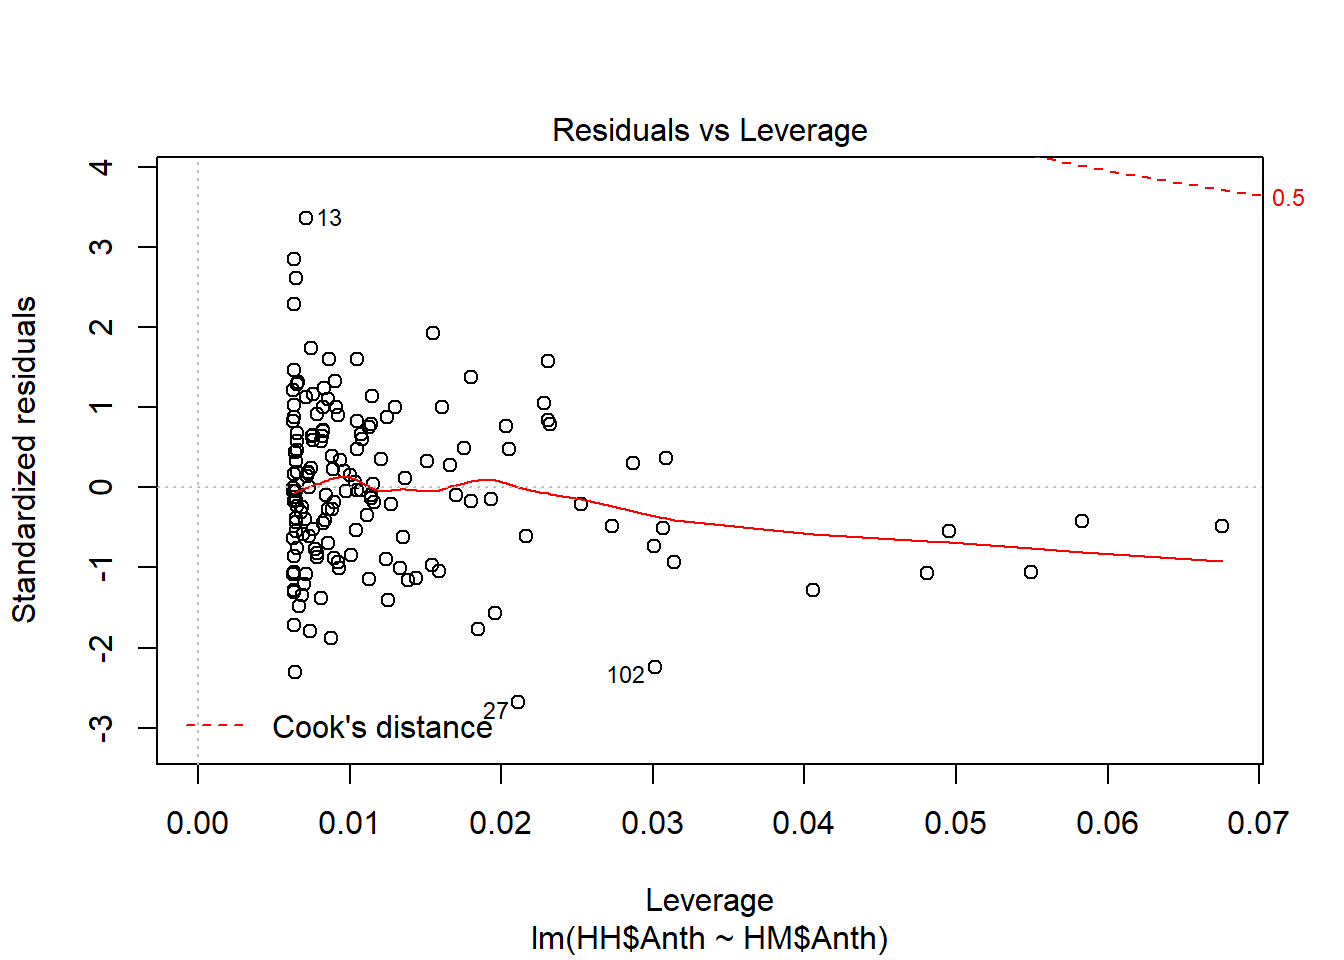 Residuals vs Leverage
Standardized residuals
4
3
2
1
0
-1
-2
-3
0.5
13
102
27
Cook's distance
0.00 0.01 0.02 0.03 0.04 0.05 0.06 0.07
Leverage
lm(HH$Anth ~ HM$Anth)